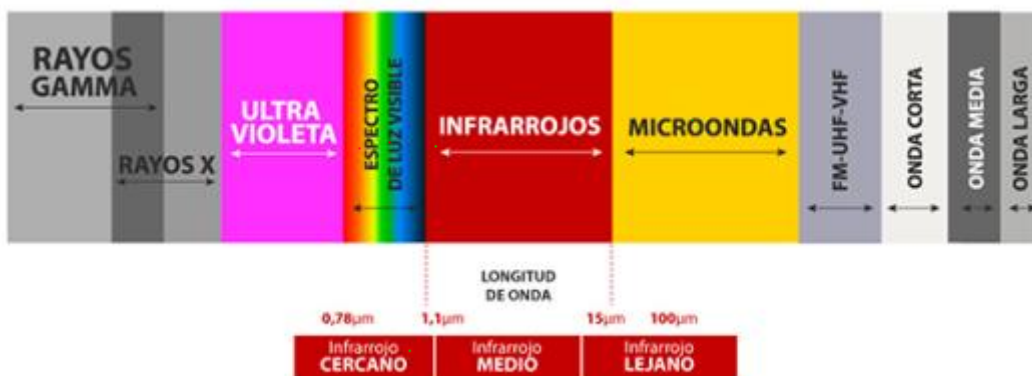 RAYOS
GAMMA
RAYOS X
ULTRA
VIOLETA
ESPECTRO
DE LUZ VISIBLE
INFRARROJOS
MICROONDAS
FM-UHF-VHF
ONDA CORTA
ONDA MEDIA
ONDA LARGA
LONGITUD
DE ONDA
0,78µm
1,1µm
15µm
100µm
Infrarrojo
CERCANO
Infrarrojo
MEDIO
Infrarrojo
LEJANO